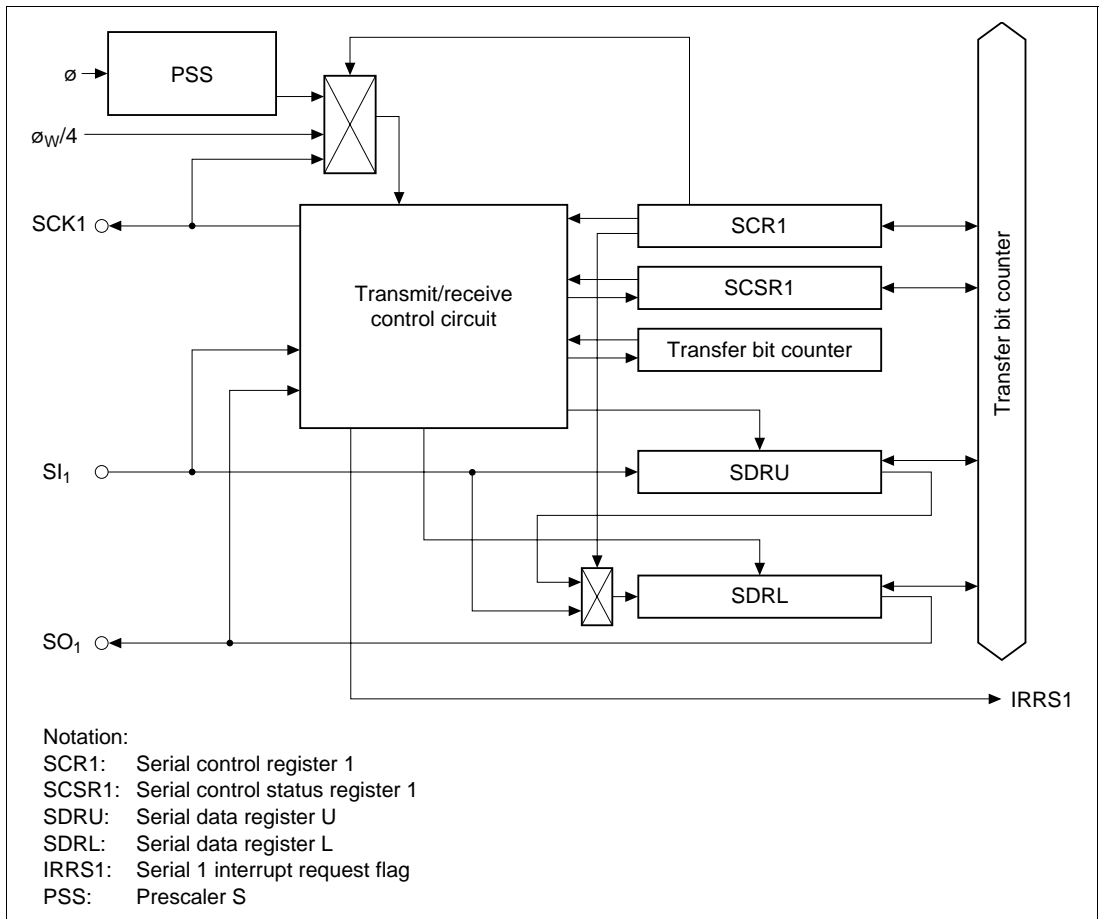 ø
PSS
øW/4
SCK1
SCR1
SCSR1
Transmit/receive
control circuit
Transfer bit counter
Transfer bit counter
SI1
SDRU
SDRL
SO1
IRRS1
Notation:
SCR1: Serial control register 1
SCSR1: Serial control status register 1
SDRU: Serial data register U
SDRL: Serial data register L
IRRS1: Serial 1 interrupt request flag
PSS: Prescaler S